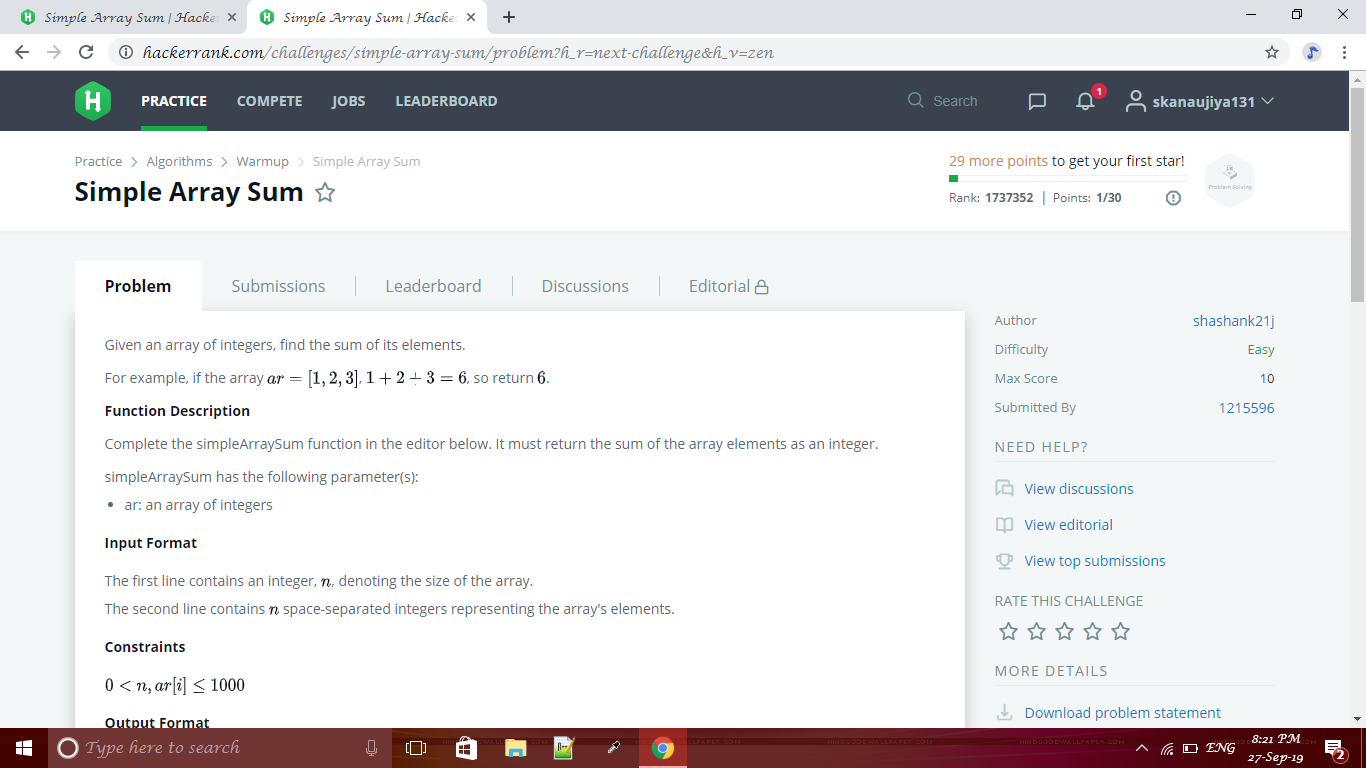 Simple Array Sum | Hacke
Simple Array Sum | Hacke
hackerrank.com/challenges/simple-array-sum/problem?h_r=next-challenge&h_v=zen
PRACTICE COMPETE JOBS LEADERBOARD Search 1 skanaujiya131
Practice > Algorithms > Warmup > Simple Array Sum
Simple Array Sum
29 more points to get your first star!
Rank: 1737352 | Points: 1/30
Problem Solving
Problem Submissions Leaderboard Discussions Editorial
Given an array of integers, find the sum of its elements.
For example, if the array ar = [1, 2, 3], 1 + 2 + 3 = 6, so return 6.
Function Description
Complete the simpleArraySum function in the editor below. It must return the sum of the array elements as an integer.
simpleArraySum has the following parameter(s):
• ar: an array of integers
Input Format
The first line contains an integer, n, denoting the size of the array.
The second line contains n space-separated integers representing the array's elements.
Constraints
0 < n, ar[i] ≤ 1000
Output Format
Author shashank21j
Difficulty Easy
Max Score 10
Submitted By 1215596
NEED HELP?
View discussions
View editorial
View top submissions
RATE THIS CHALLENGE
MORE DETAILS
Download problem statement
Type here to search
ENG
8:21 PM
27-Sep-19
2